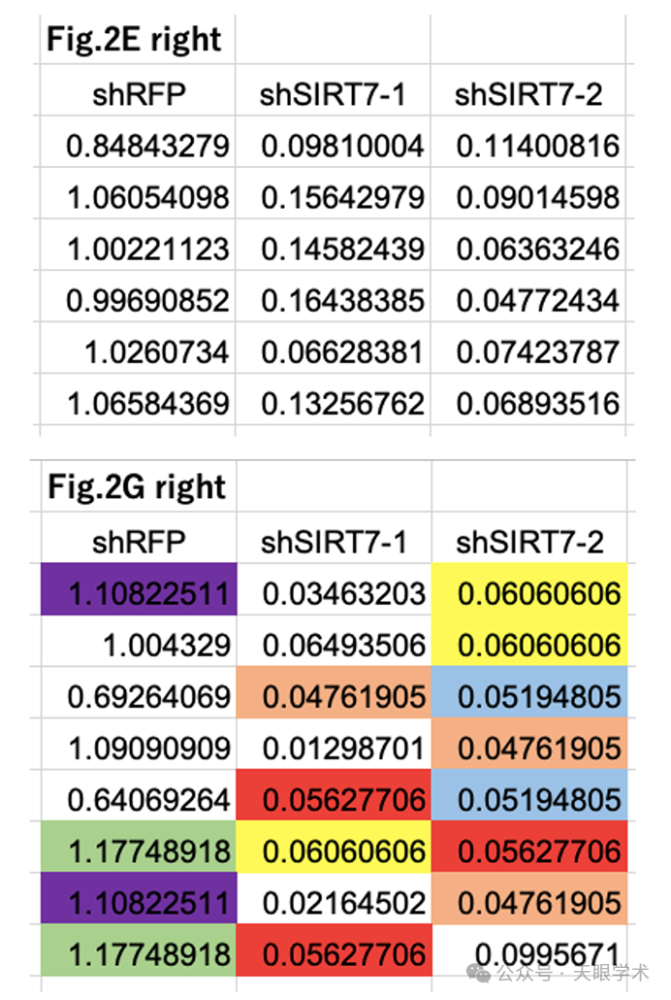 Fig.2E right
shRFP shSIRT7-1 shSIRT7-2
0.84843279 0.09810004 0.11400816
1.06054098 0.15642979 0.09014598
1.00221123 0.14582439 0.06363246
0.99690852 0.16438385 0.04772434
1.0260734 0.06628381 0.07423787
1.06584369 0.13256762 0.06893516
Fig.2G right
shRFP shSIRT7-1 shSIRT7-2
1.10822511 0.03463203 0.06060606
1.004329 0.06493506 0.06060606
0.69264069 0.04761905 0.05194805
1.09090909 0.01298701 0.04761905
0.64069264 0.05627706 0.05194805
1.17748918 0.06060606 0.05627706
1.10822511 0.02164502 0.04761905
1.17748918 0.05627706 0.0995671
公众号 · 天眼学术